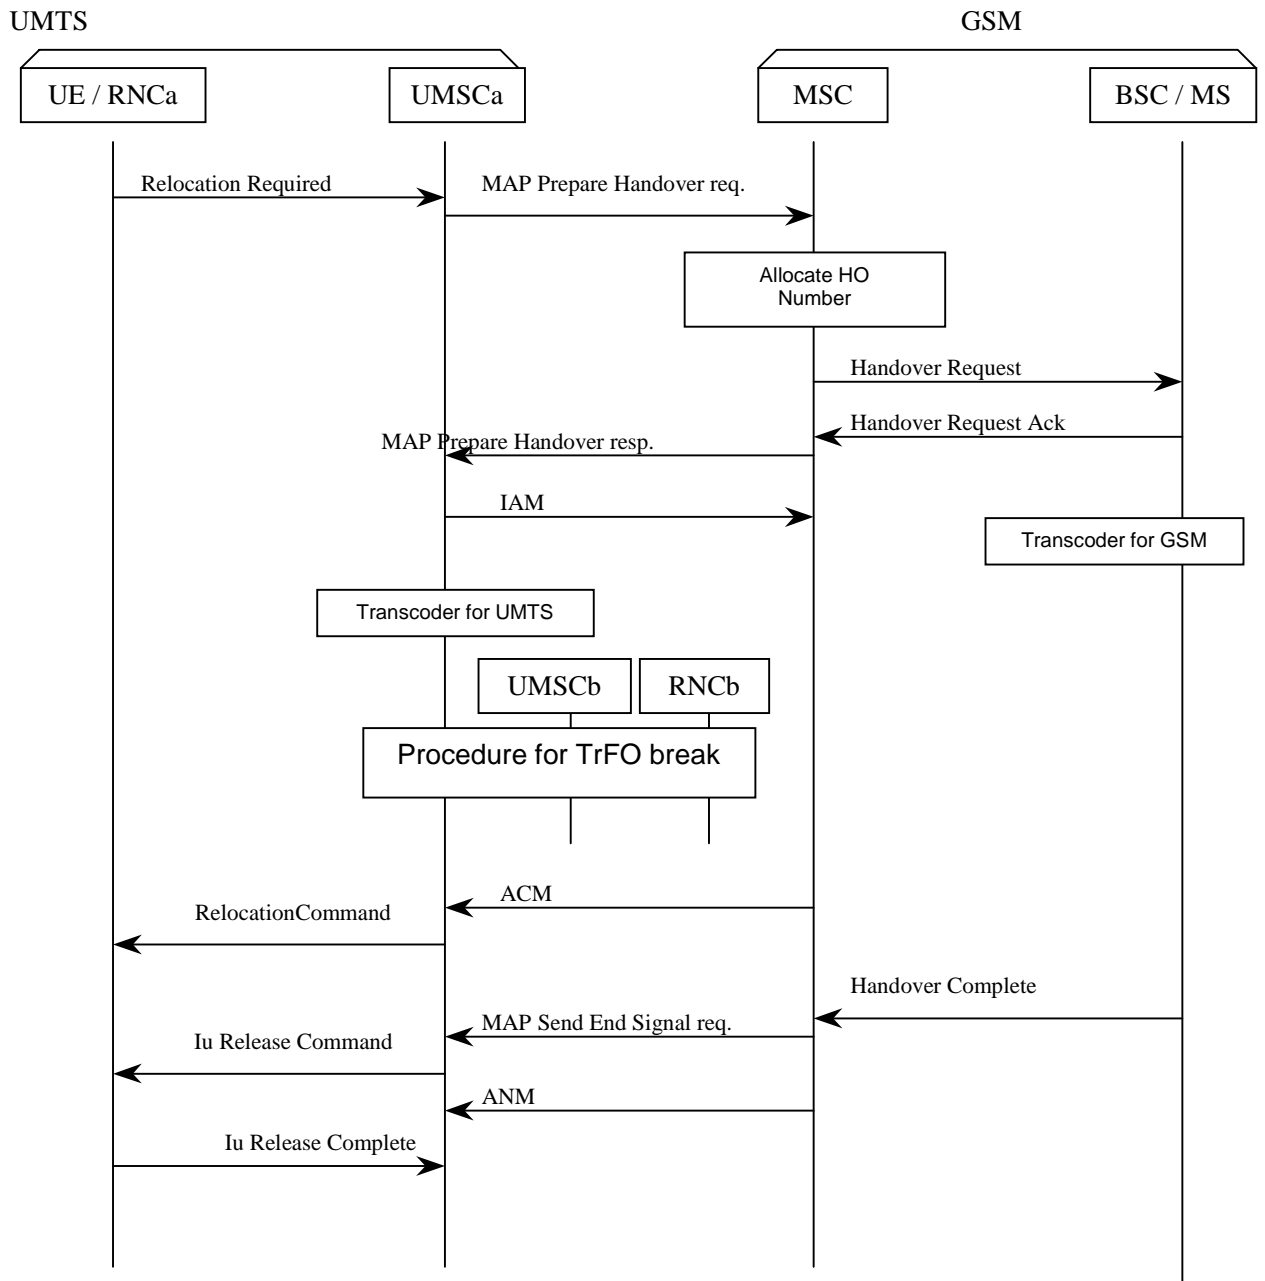 UMTS
GSM
UE / RNCa
UMSCa
MSC
BSC / MS
Relocation Required
MAP Prepare Handover req.
Allocate HO
Number
Handover Request
Handover Request Ack
MAP Prepare Handover resp.
IAM
Transcoder for GSM
Transcoder for UMTS
UMSCb
RNCb
Procedure for TrFO break
ACM
RelocationCommand
Handover Complete
MAP Send End Signal req.
Iu Release Command
ANM
Iu Release Complete